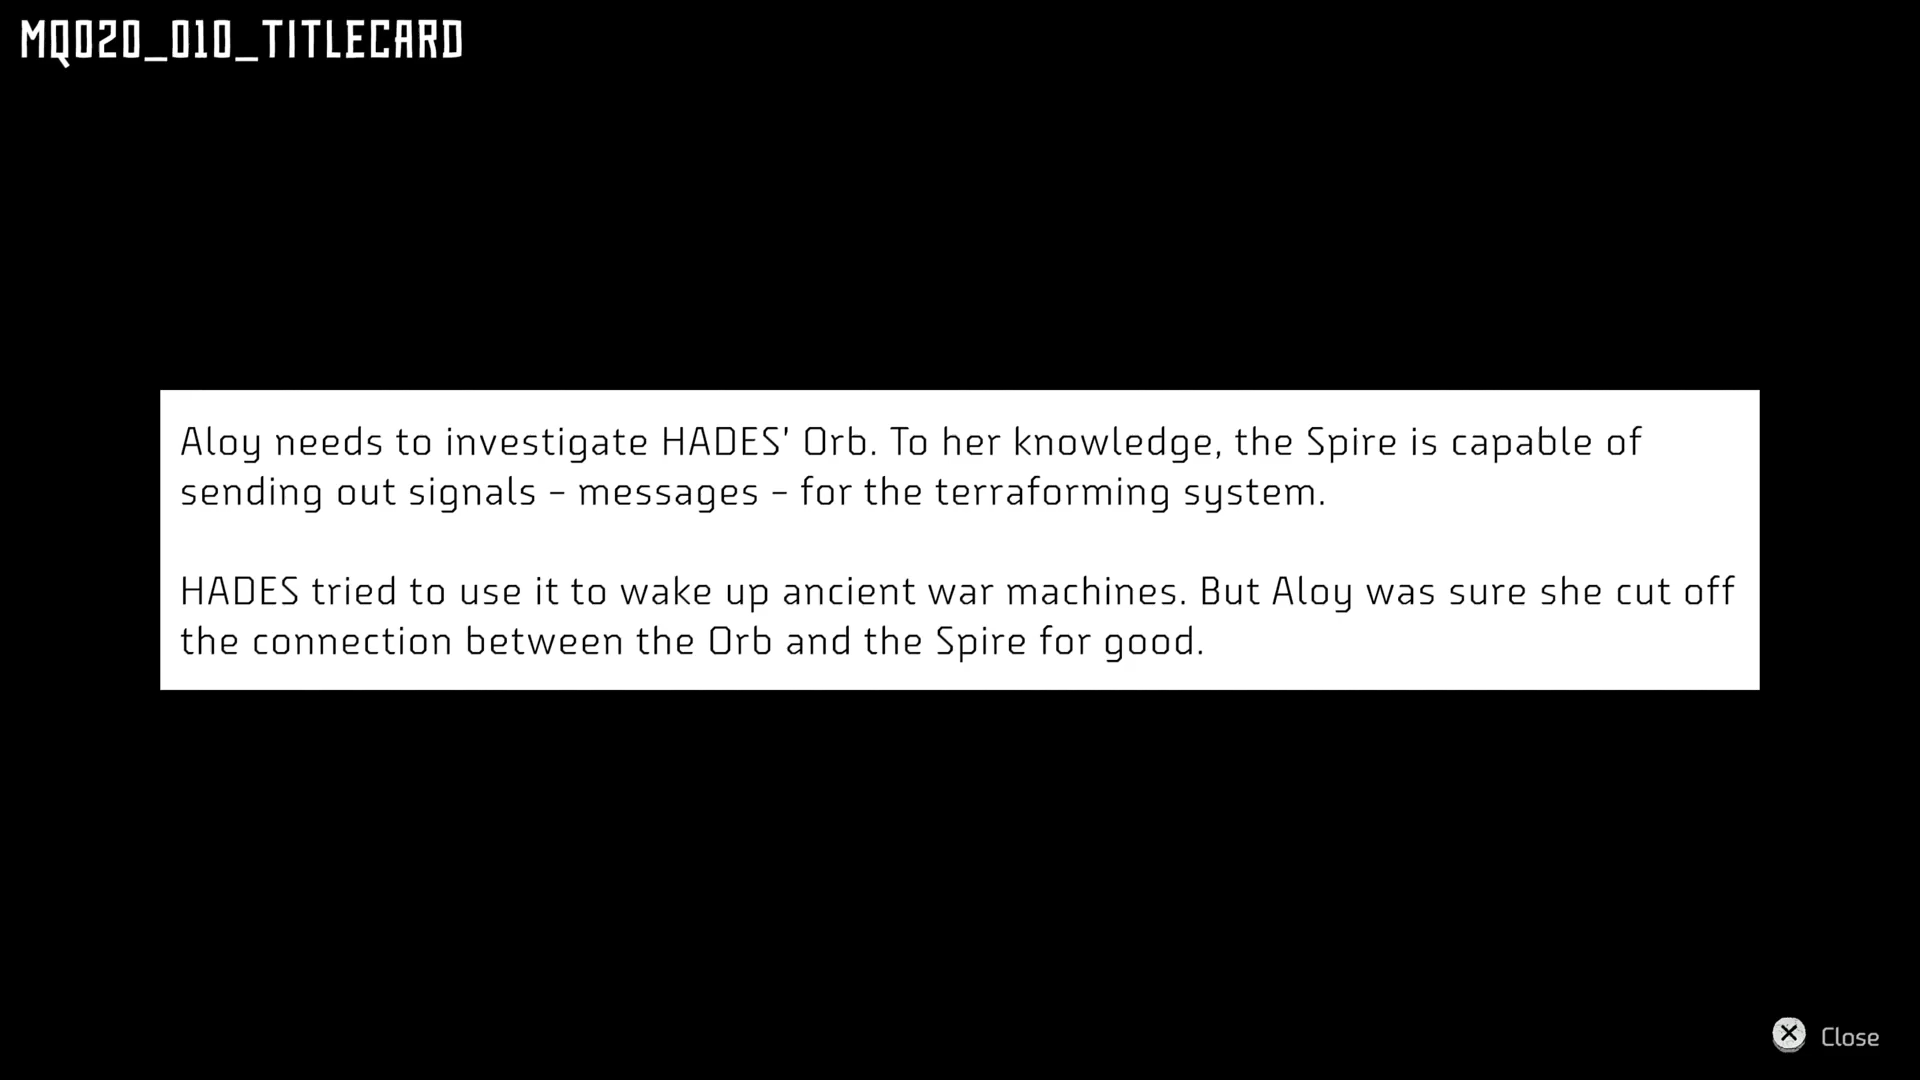 MQ020_010_TITLECARD
Aloy needs to investigate HADES' Orb. To her knowledge, the Spire is capable of
sending out signals – messages – for the terraforming system.
HADES tried to use it to wake up ancient war machines. But Aloy was sure she cut off
the connection between the Orb and the Spire for good.
Close